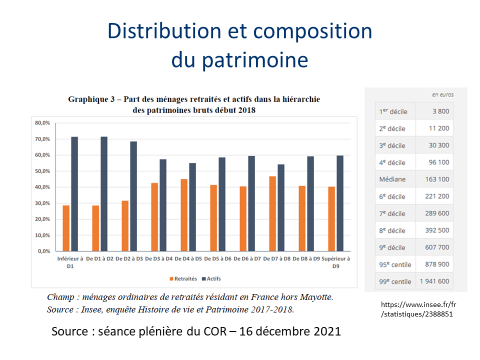 Distribution et composition
du patrimoine
Graphique 3 – Part des ménages retraités et actifs dans la hiérarchie
des patrimoines bruts début 2018
80,0%
70,0%
60,0%
50,0%
40,0%
30,0%
20,0%
10,0%
0,0%
Inférieur à D1 De D1 à D2 De D2 à D3 De D3 à D4 De D4 à D5 De D5 à D6 De D6 à D7 De D7 à D8 De D8 à D9 Supérieur à D9
Retraités Actifs
Champ : ménages ordinaires de retraités résidant en France hors Mayotte.
Source : Insee, enquête Histoire de vie et Patrimoine 2017-2018.
Source : séance plénière du COR – 16 décembre 2021
en euros
1er décile 3 800
2e décile 11 200
3e décile 30 300
4e décile 96 100
Médiane 163 100
6e décile 221 200
7e décile 289 600
8e décile 392 500
9e décile 607 700
95e centile 878 900
99e centile 1 941 600
https://www.insee.fr/fr
/statistiques/2388851